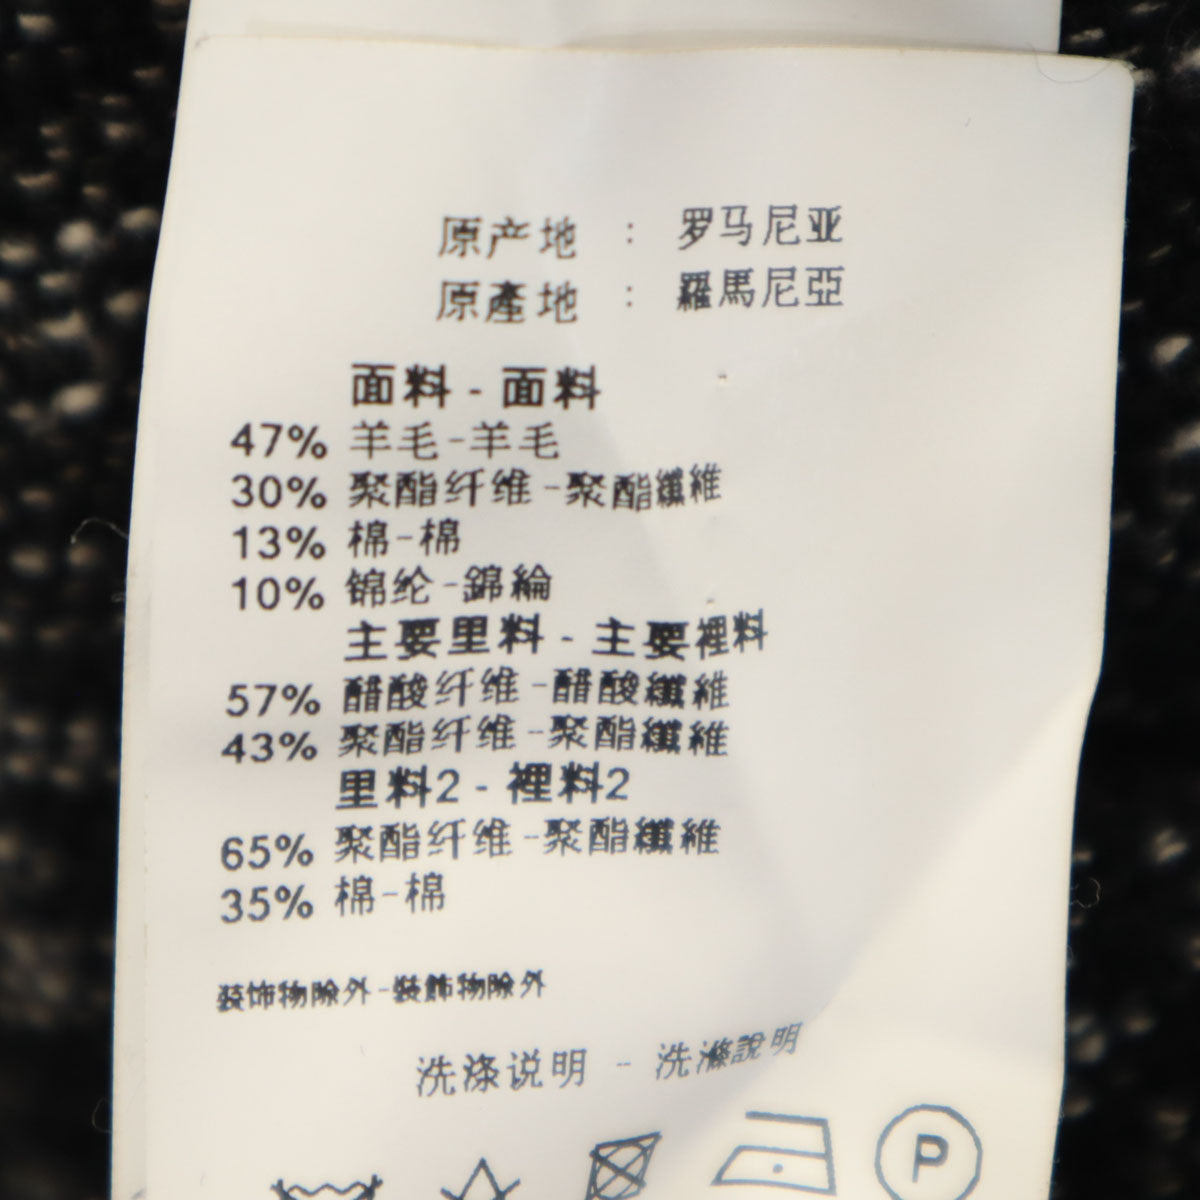 原产地 : 罗马尼亚
原產地 : 羅馬尼亞
面料 - 面料
47% 羊毛-羊毛
30% 聚酯纤维-聚酯纖維
13% 棉-棉
10% 锦纶-錦綸
主要里料 - 主要裡料
57% 醋酸纤维-醋酸纖維
43% 聚酯纤维-聚酯纖維
里料2 - 裡料2
65% 聚酯纤维-聚酯纖維
35% 棉-棉
装饰物除外-裝飾物除外
洗涤说明 - 洗滌說明
P